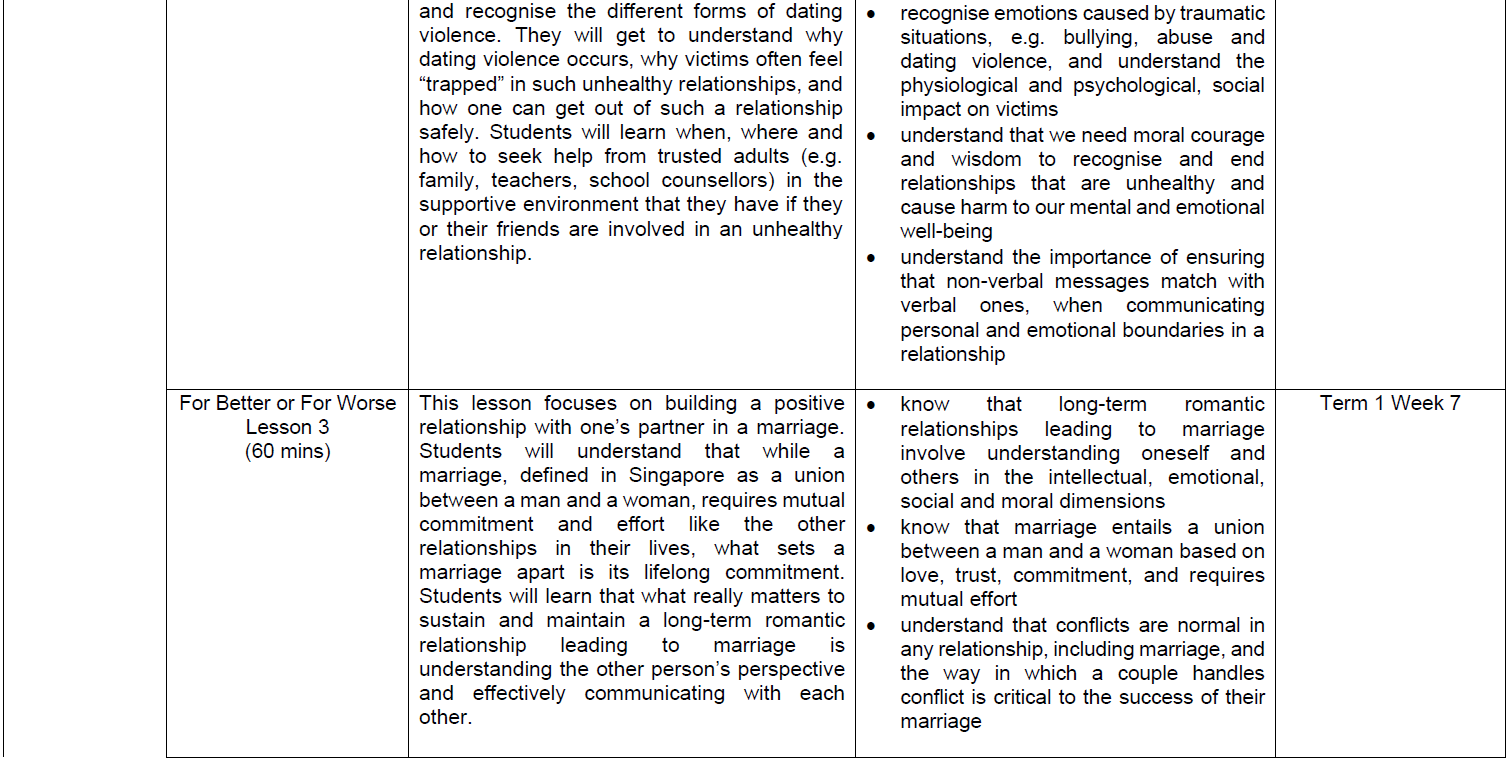 and recognise the different forms of dating
violence. They will get to understand why
dating violence occurs, why victims often feel
“trapped” in such unhealthy relationships, and
how one can get out of such a relationship
safely. Students will learn when, where and
how to seek help from trusted adults (e.g.
family, teachers, school counsellors) in the
supportive environment that they have if they
or their friends are involved in an unhealthy
relationship.
• recognise emotions caused by traumatic
situations, e.g. bullying, abuse and
dating violence, and understand the
physiological and psychological, social
impact on victims
• understand that we need moral courage
and wisdom to recognise and end
relationships that are unhealthy and
cause harm to our mental and emotional
well-being
• understand the importance of ensuring
that non-verbal messages match with
verbal ones, when communicating
personal and emotional boundaries in a
relationship
For Better or For Worse
Lesson 3
(60 mins)
This lesson focuses on building a positive
relationship with one’s partner in a marriage.
Students will understand that while a
marriage, defined in Singapore as a union
between a man and a woman, requires mutual
commitment and effort like the other
relationships in their lives, what sets a
marriage apart is its lifelong commitment.
Students will learn that what really matters to
sustain and maintain a long-term romantic
relationship leading to marriage is
understanding the other person’s perspective
and effectively communicating with each
other.
• know that long-term romantic
relationships leading to marriage
involve understanding oneself and
others in the intellectual, emotional,
social and moral dimensions
• know that marriage entails a union
between a man and a woman based on
love, trust, commitment, and requires
mutual effort
• understand that conflicts are normal in
any relationship, including marriage, and
the way in which a couple handles
conflict is critical to the success of their
marriage
Term 1 Week 7